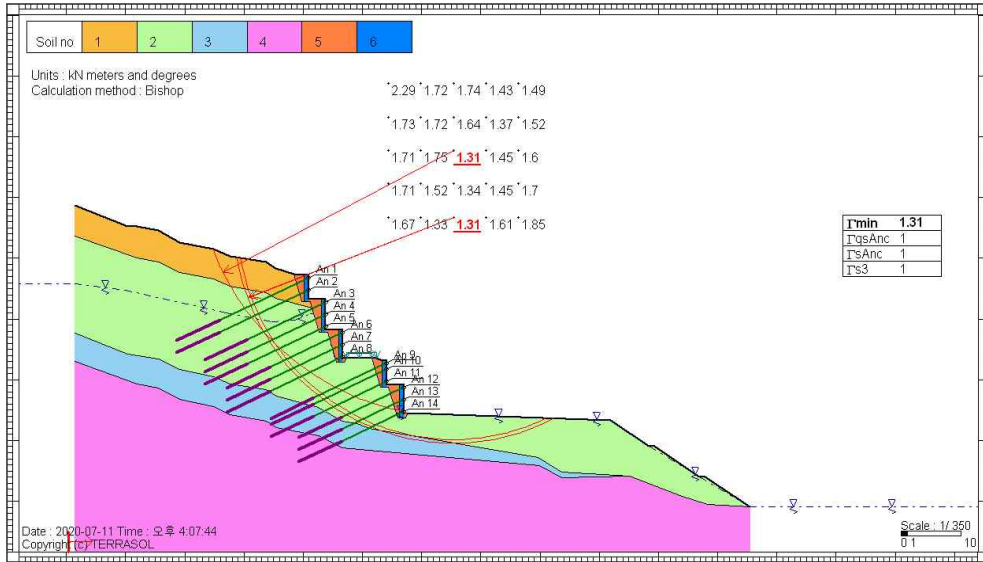 Soil no 1 2 3 4 5 6
Units : kN meters and degrees
Calculation method : Bishop
2.29 1.72 1.74 1.43 1.49
1.73 1.72 1.64 1.37 1.52
1.71 1.75 1.31 1.45 1.6
1.71 1.52 1.34 1.45 1.7
1.67 1.33 1.31 1.61 1.85
Γmin 1.31
ΓqsAnc 1
ΓsAnc 1
Γs3 1
An 1
An 2
An 3
An 4
An 5
An 6
An 7
An 8
An 9
An 10
An 11
An 12
An 13
An 14
Date : 2020-07-11 Time : 오후 4:07:44
Copyright (c) TERRASOL
Scale : 1/ 350
0 1 10